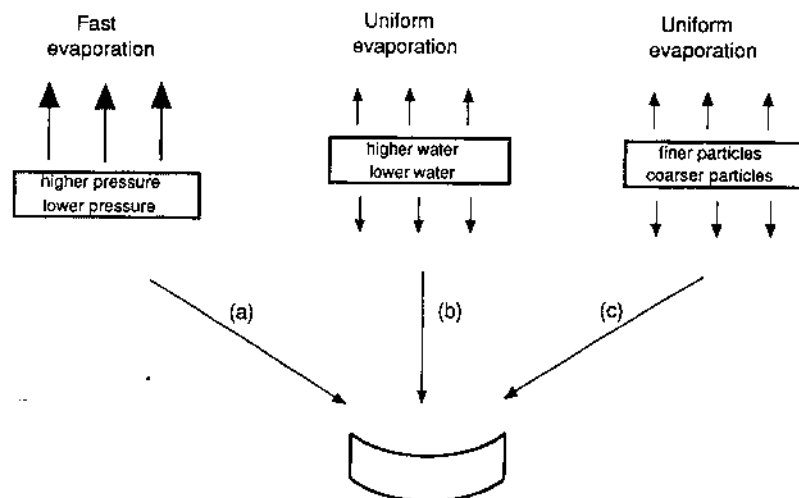 Fast
evaporation
higher pressure
lower pressure
(a)
Uniform
evaporation
higher water
lower water
(b)
Uniform
evaporation
finer particles
coarser particles
(c)